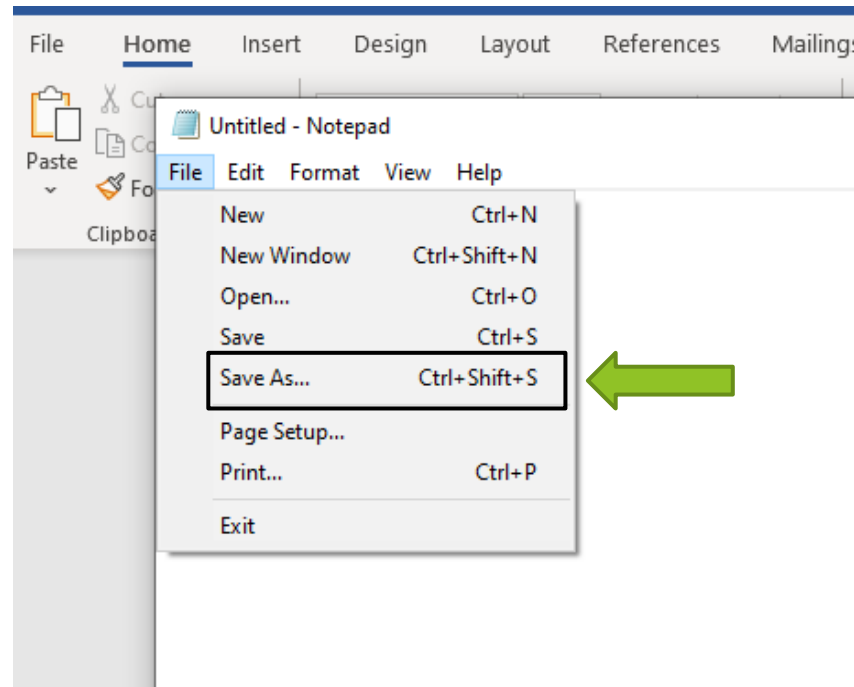 File Home Insert Design Layout References
Paste
Untitled - Notepad
File Edit Format View Help
New Ctrl+N
New Window Ctrl+Shift+N
Open... Ctrl+O
Save Ctrl+S
Save As... Ctrl+Shift+S
Page Setup...
Print... Ctrl+P
Exit